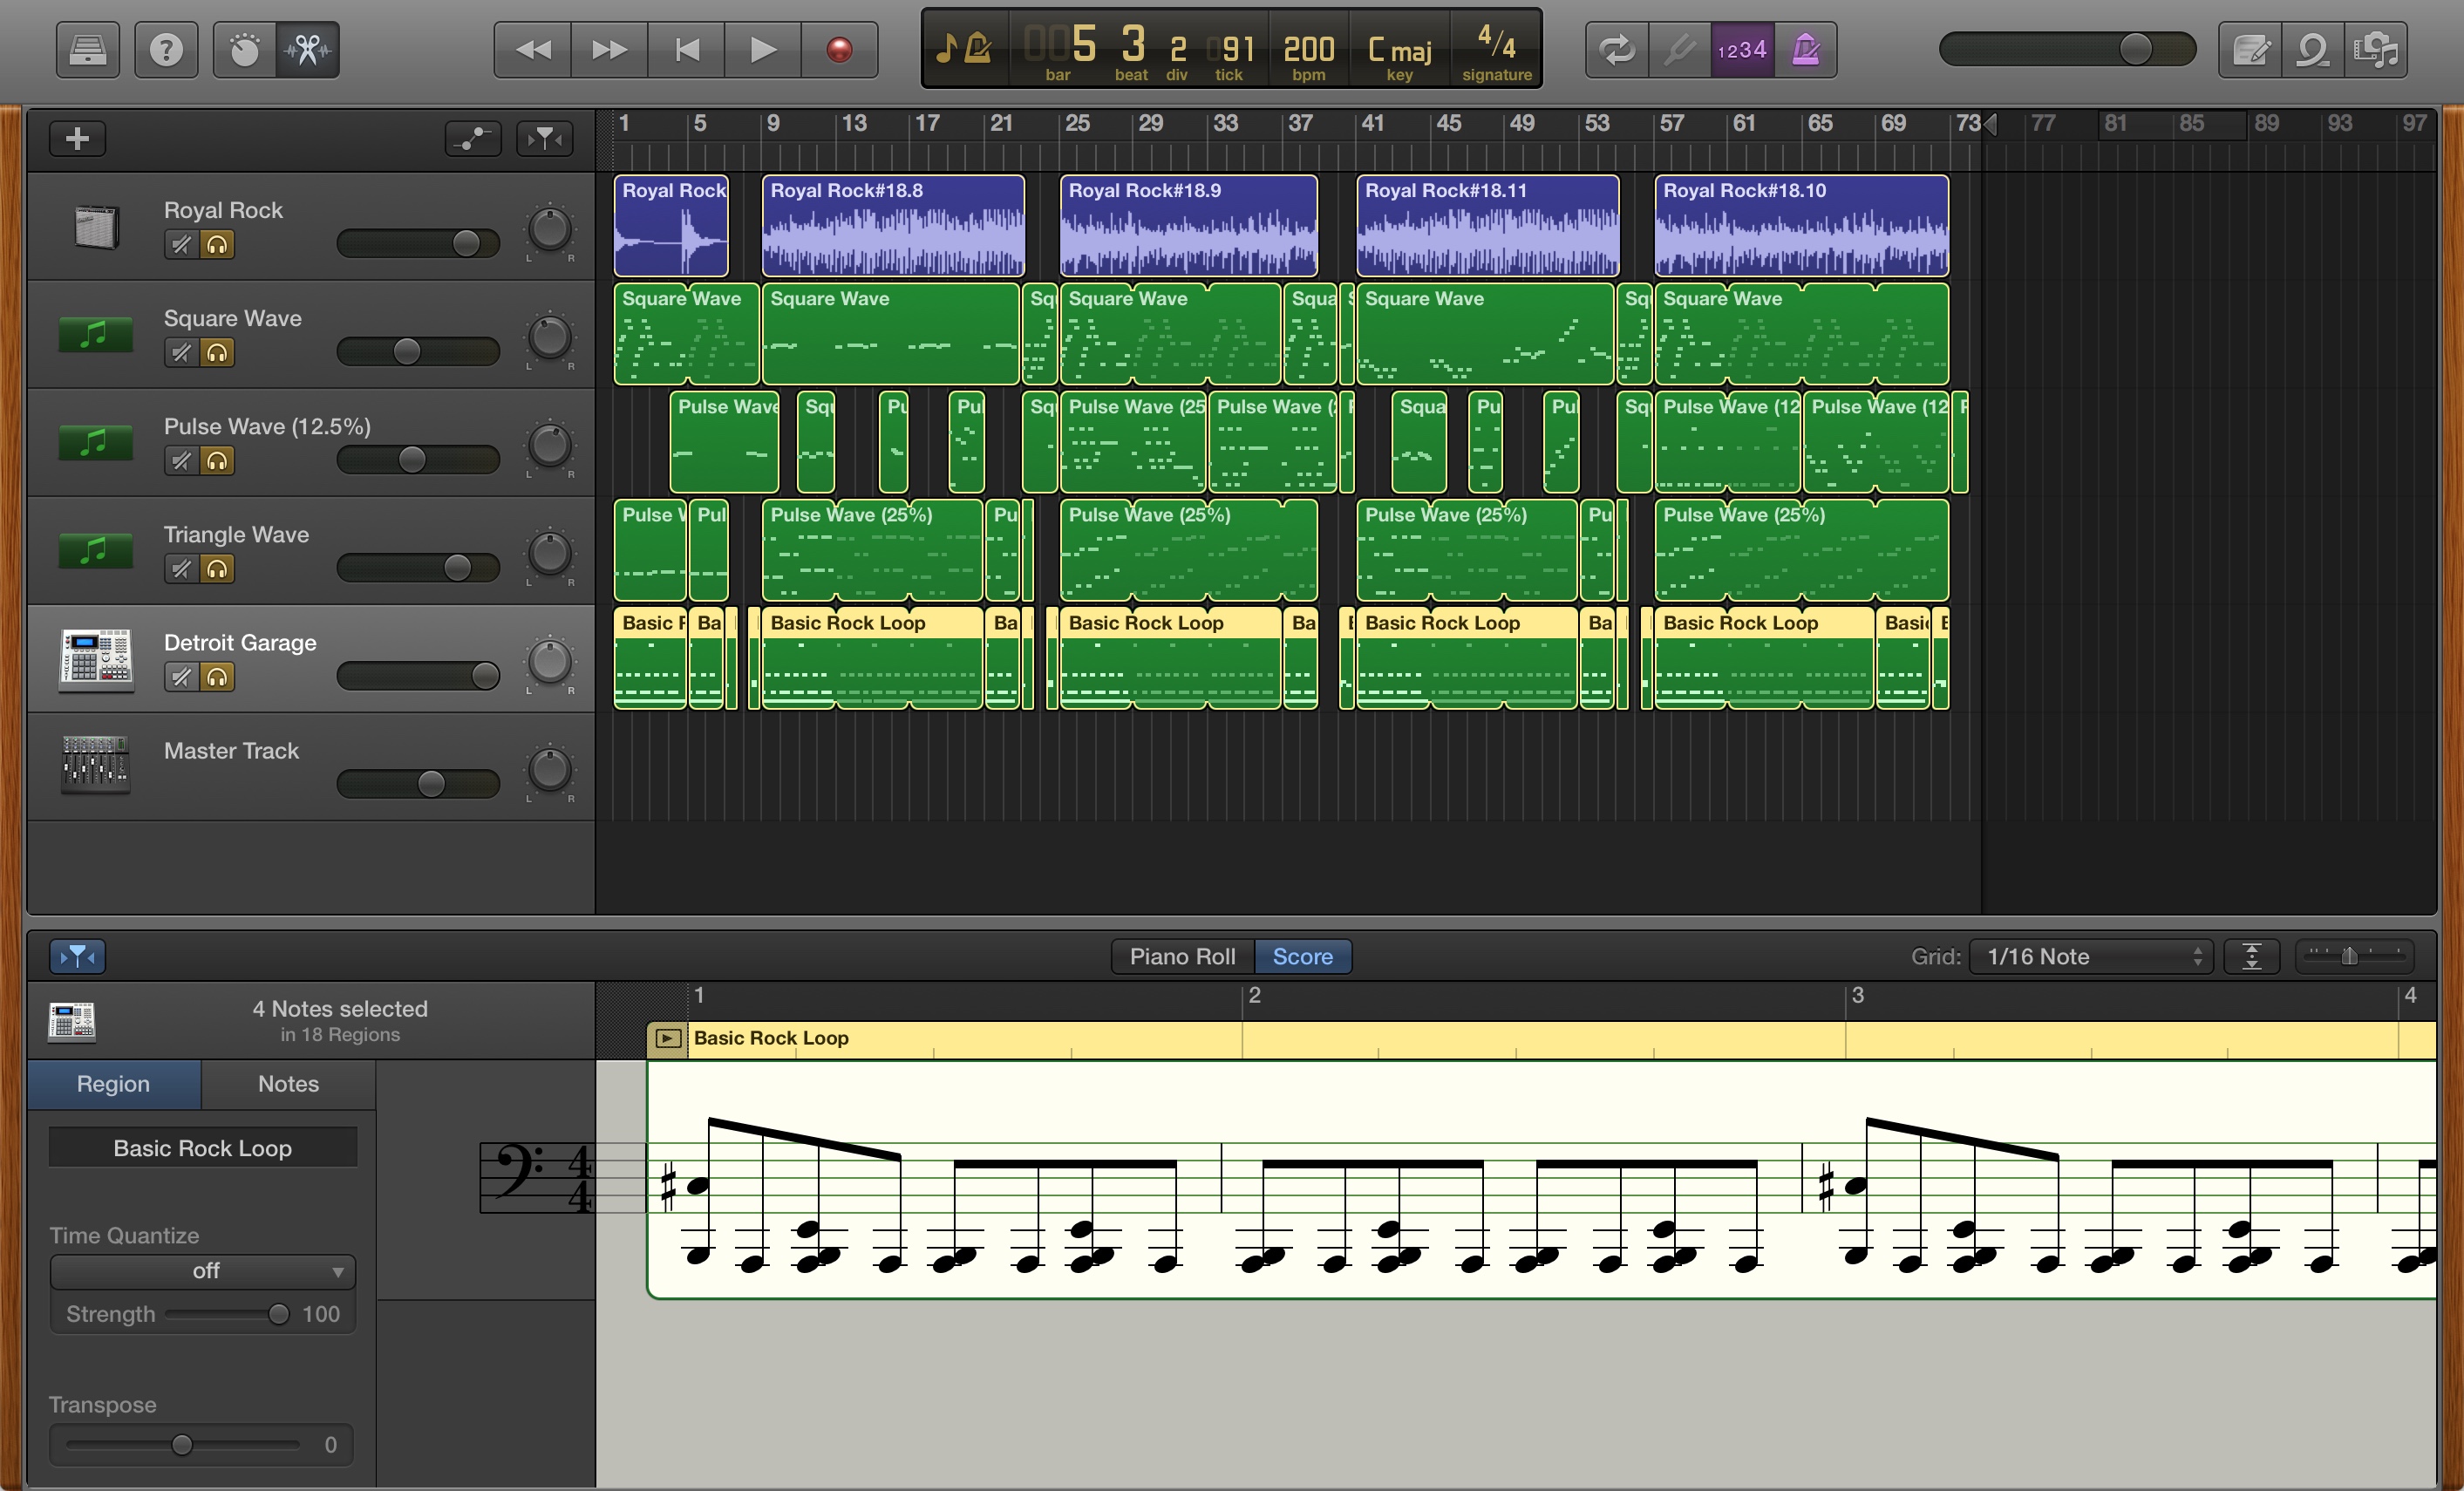 ?
005 3 2 091 200 C maj 4/4
bar beat div tick bpm key signature
1234
1 5 9 13 17 21 25 29 33 37 41 45 49 53 57 61 65 69 73 77 81 85 89 93 97
Royal Rock
L R
Royal Rock Royal Rock#18.8 Royal Rock#18.9 Royal Rock#18.11 Royal Rock#18.10
Square Wave
L R
Square Wave Square Wave Sq Square Wave Squa Square Wave Sq Square Wave
Pulse Wave (12.5%)
L R
Pulse Wave Squ Pu Pul Sq Pulse Wave (25 Pulse Wave ( Squa Pu Pul Sq Pulse Wave (12 Pulse Wave (12
Triangle Wave
L R
Pulse W Pul Pulse Wave (25%) Pu Pulse Wave (25%) Pulse Wave (25%) Pu Pulse Wave (25%)
Detroit Garage
L R
Basic F Ba Basic Rock Loop Ba Basic Rock Loop Ba Basic Rock Loop Ba Basic Rock Loop Basic
Master Track
L R
Piano Roll Score
Grid: 1/16 Note
4 Notes selected
in 18 Regions
1 2 3 4
Basic Rock Loop
Region Notes
Basic Rock Loop
4
4
Time Quantize
off
Strength 100
Transpose
0